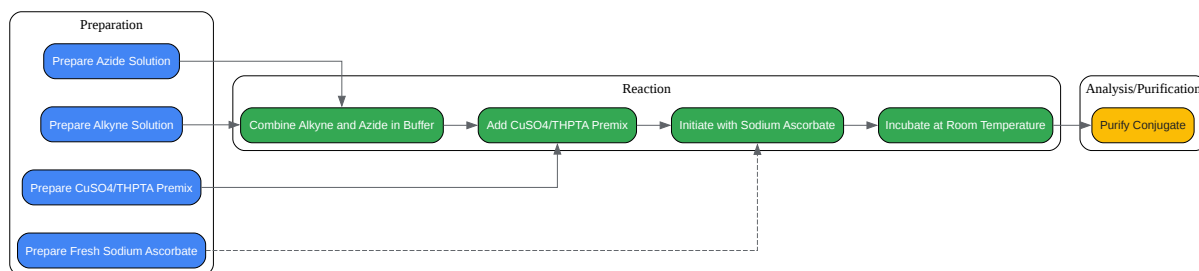 Preparation
Prepare Azide Solution
Prepare Alkyne Solution
Prepare CuSO4/THPTA Premix
Prepare Fresh Sodium Ascorbate
Reaction
Combine Alkyne and Azide in Buffer
Add CuSO4/THPTA Premix
Initiate with Sodium Ascorbate
Incubate at Room Temperature
Analysis/Purification
Purify Conjugate